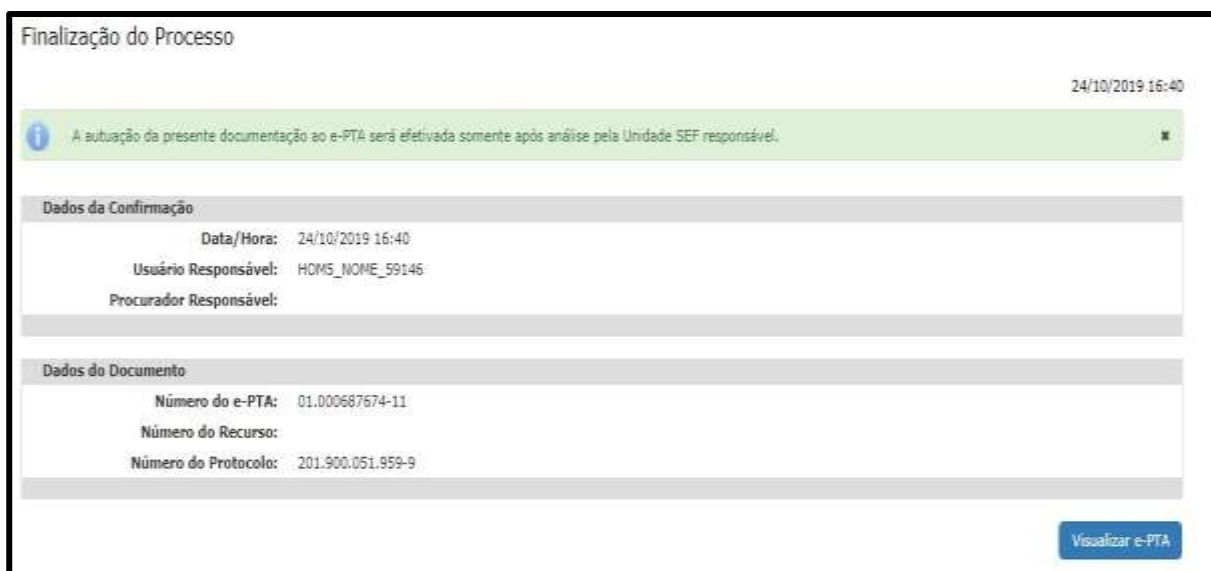 Finalização do Processo
24/10/2019 16:40
A autuação da presente documentação ao e-PTA será efetivada somente após análise pela Unidade SEF responsável.
Dados da Confirmação
Data/Hora: 24/10/2019 16:40
Usuário Responsável: HOM5_NOME_59146
Procurador Responsável:
Dados do Documento
Número do e-PTA: 01.000687674-11
Número do Recurso:
Número do Protocolo: 201.900.051.959-9
Visualizar e-PTA